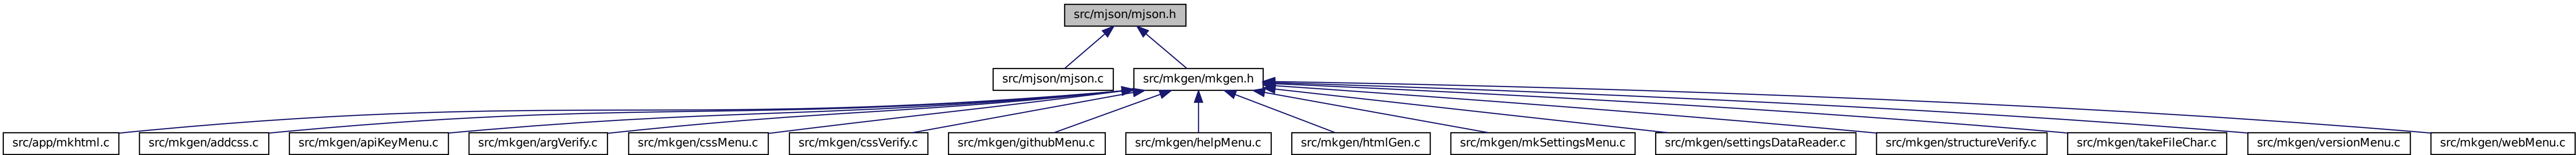 src/mjson/mjson.h
src/mjson/mjson.c
src/mkgen/mkgen.h
src/app/mkhtml.c
src/mkgen/addcss.c
src/mkgen/apiKeyMenu.c
src/mkgen/argVerify.c
src/mkgen/cssMenu.c
src/mkgen/cssVerify.c
src/mkgen/githubMenu.c
src/mkgen/helpMenu.c
src/mkgen/htmlGen.c
src/mkgen/mkSettingsMenu.c
src/mkgen/settingsDataReader.c
src/mkgen/structureVerify.c
src/mkgen/takeFileChar.c
src/mkgen/versionMenu.c
src/mkgen/webMenu.c